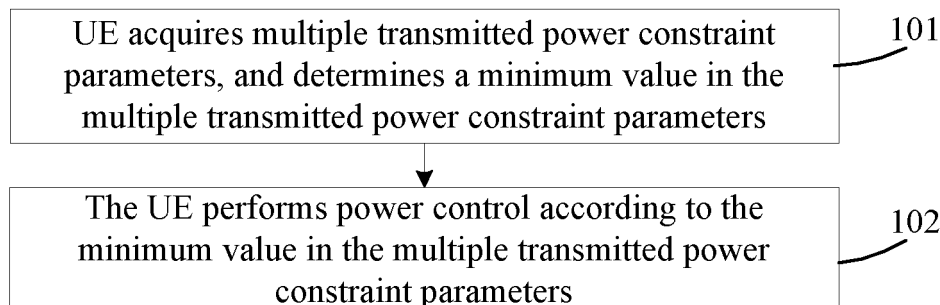 UE acquires multiple transmitted power constraint
parameters, and determines a minimum value in the
multiple transmitted power constraint parameters
101
The UE performs power control according to the
minimum value in the multiple transmitted power
constraint parameters
102